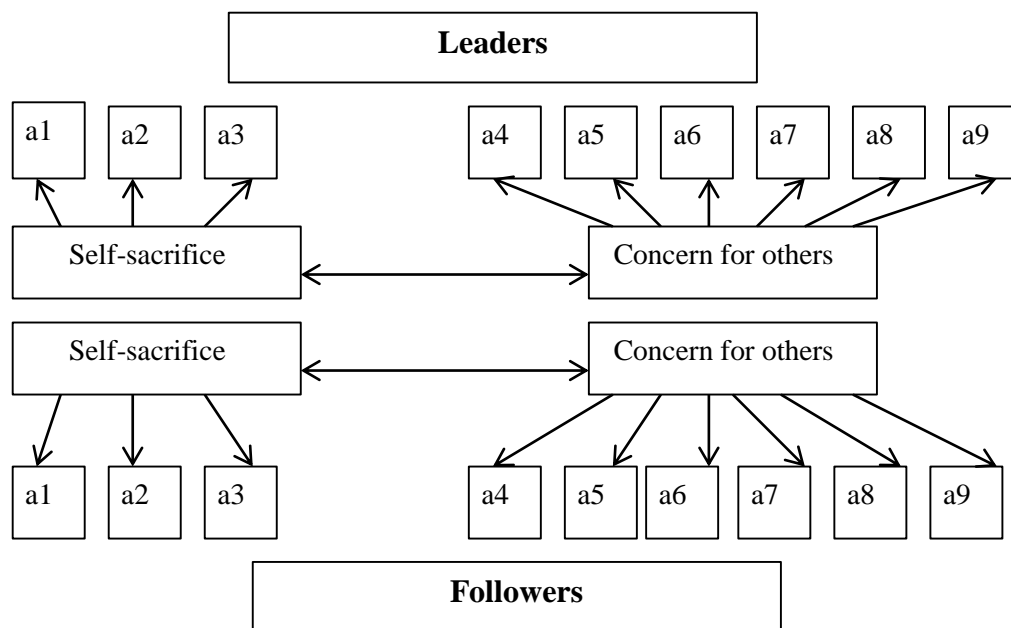 Leaders
a1 a2 a3 a4 a5 a6 a7 a8 a9
Self-sacrifice Concern for others
Self-sacrifice Concern for others
a1 a2 a3 a4 a5 a6 a7 a8 a9
Followers